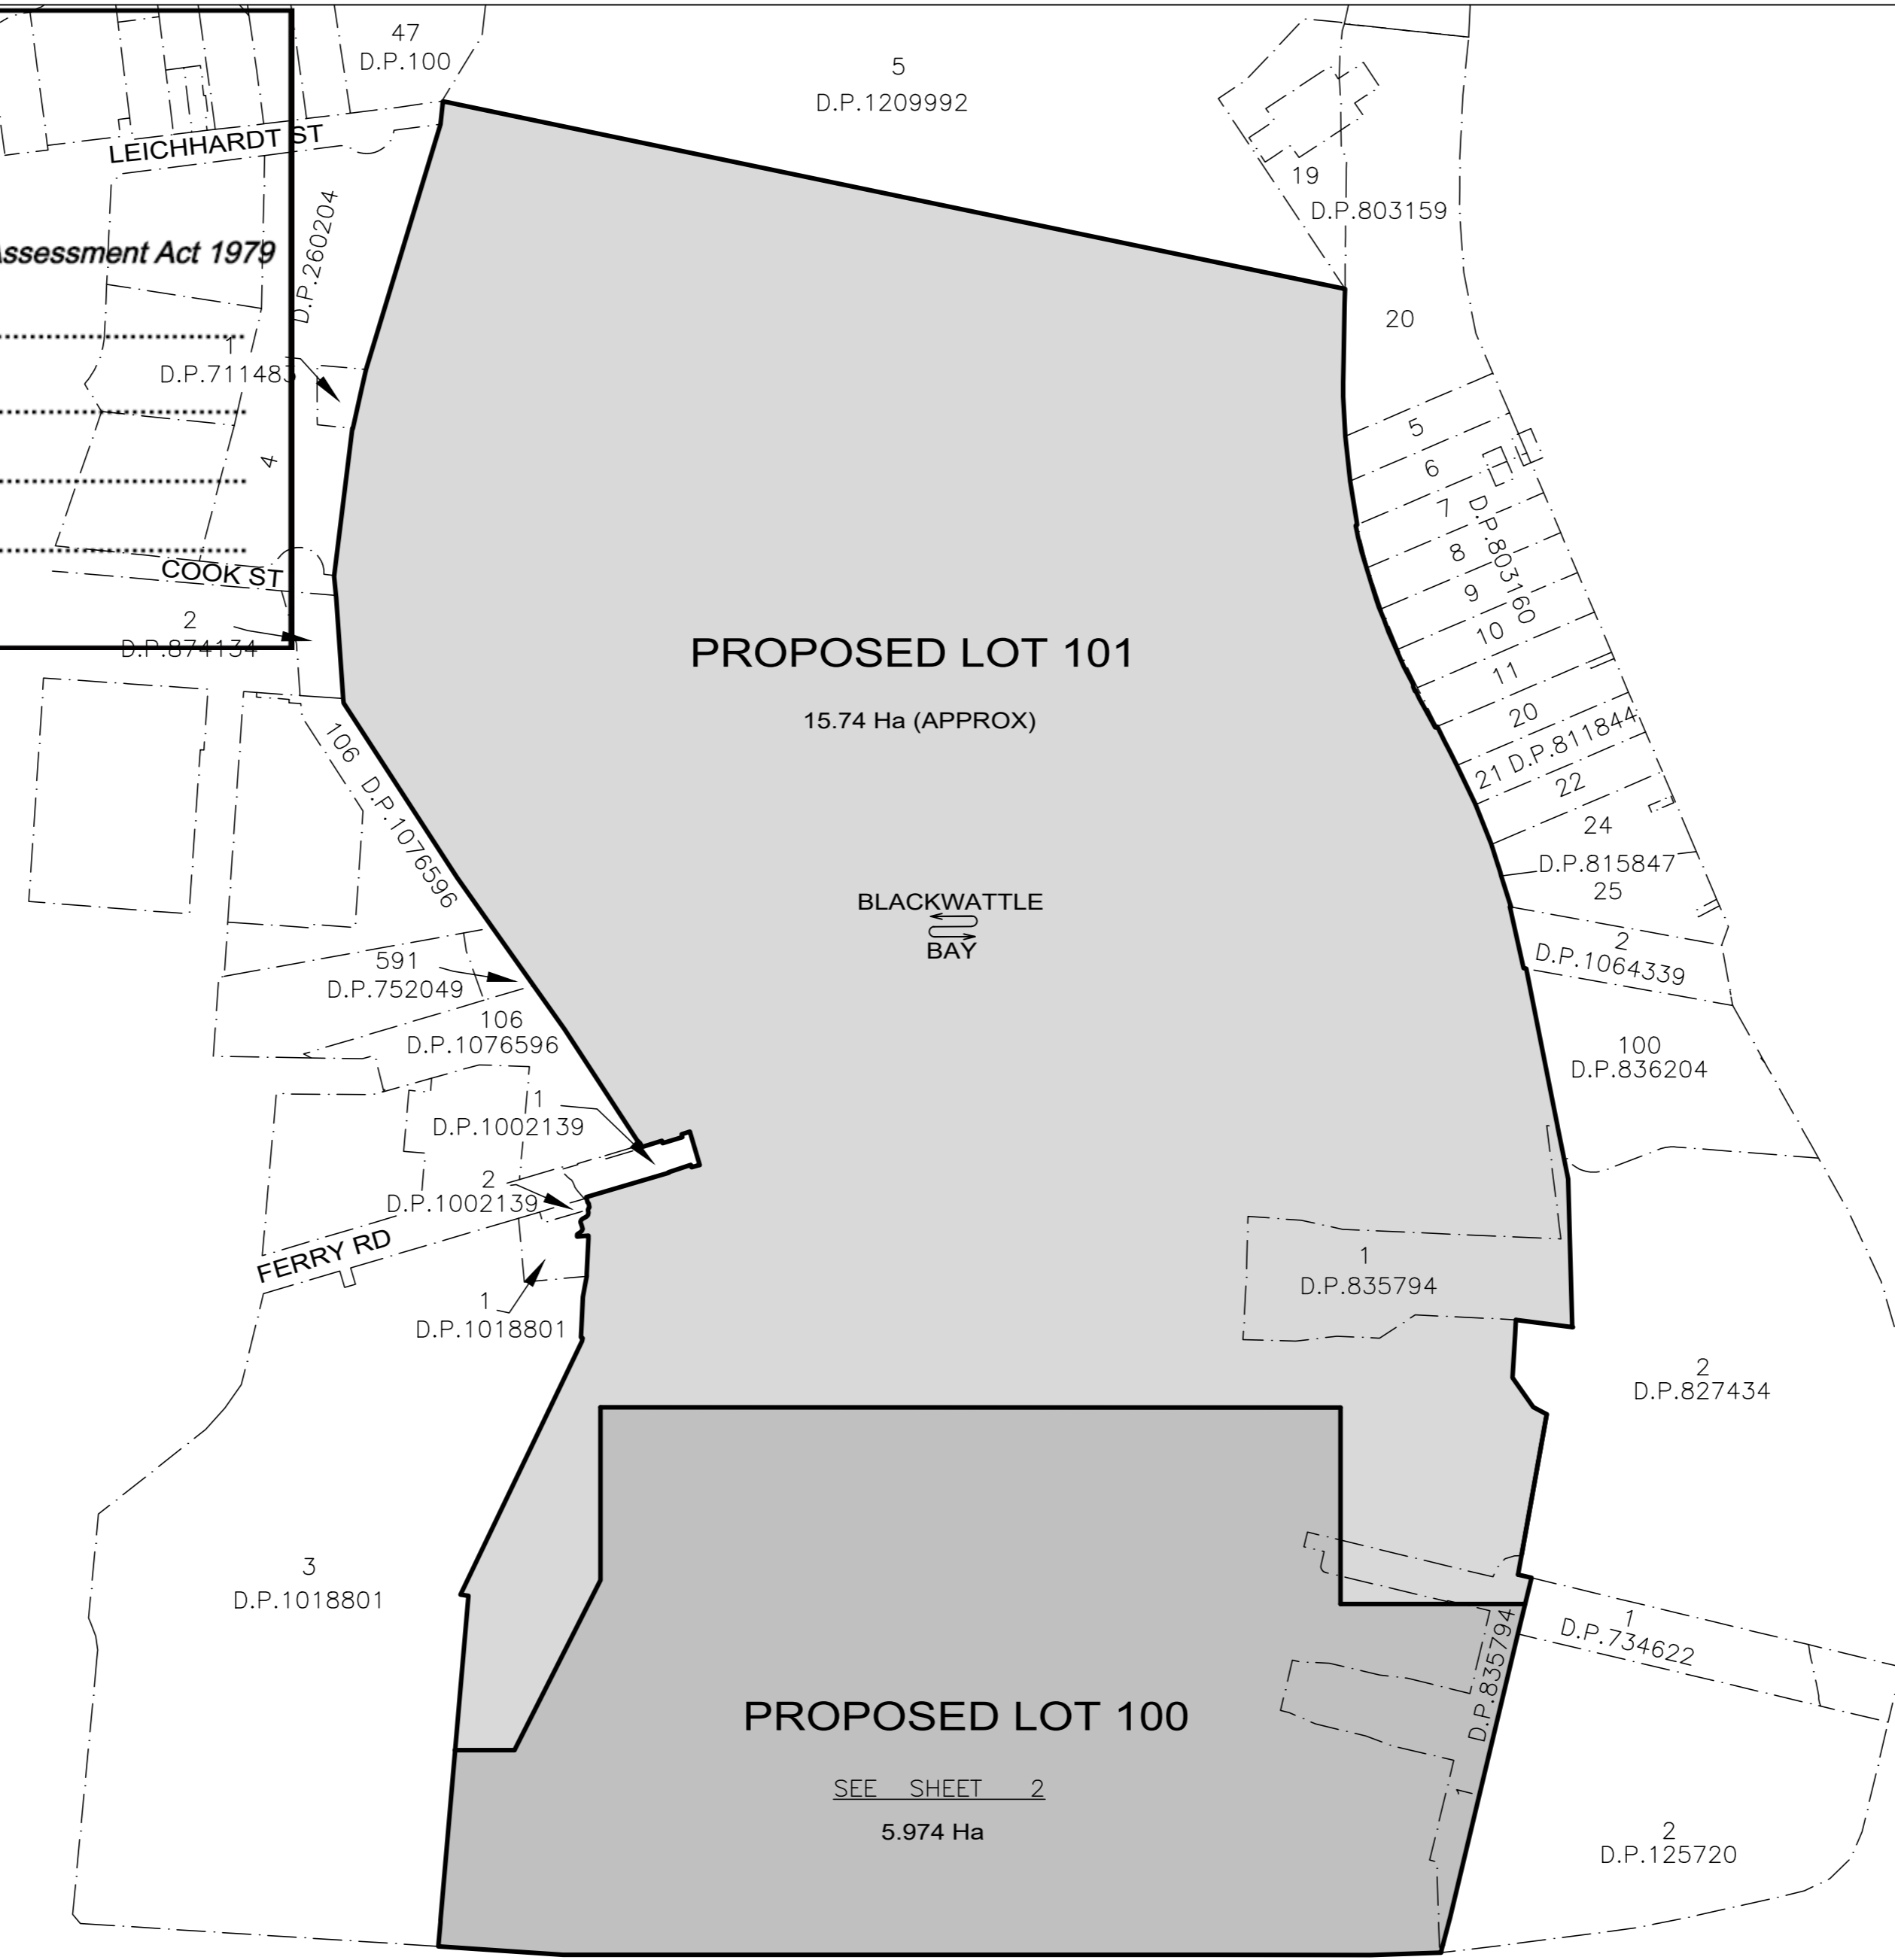 47
D.P.100
5
D.P.1209992
LEICHHARDT ST
19
D.P.803159
Assessment Act 1979
D.P.260204
20
1
D.P.711483
4
5
6
7
D.P.803160
8
9
10
11
COOK ST
2
D.P.874134
PROPOSED LOT 101
15.74 Ha (APPROX)
20
21 D.P.811844
22
106 D.P.1076596
24
D.P.815847
25
BLACKWATTLE
BAY
2
D.P.1064339
591
D.P.752049
106
D.P.1076596
100
D.P.836204
1
D.P.1002139
2
D.P.1002139
FERRY RD
1
D.P.1018801
1
D.P.835794
2
D.P.827434
3
D.P.1018801
1
D.P.734622
D.P.835794
1
PROPOSED LOT 100
SEE SHEET 2
5.974 Ha
2
D.P.125720